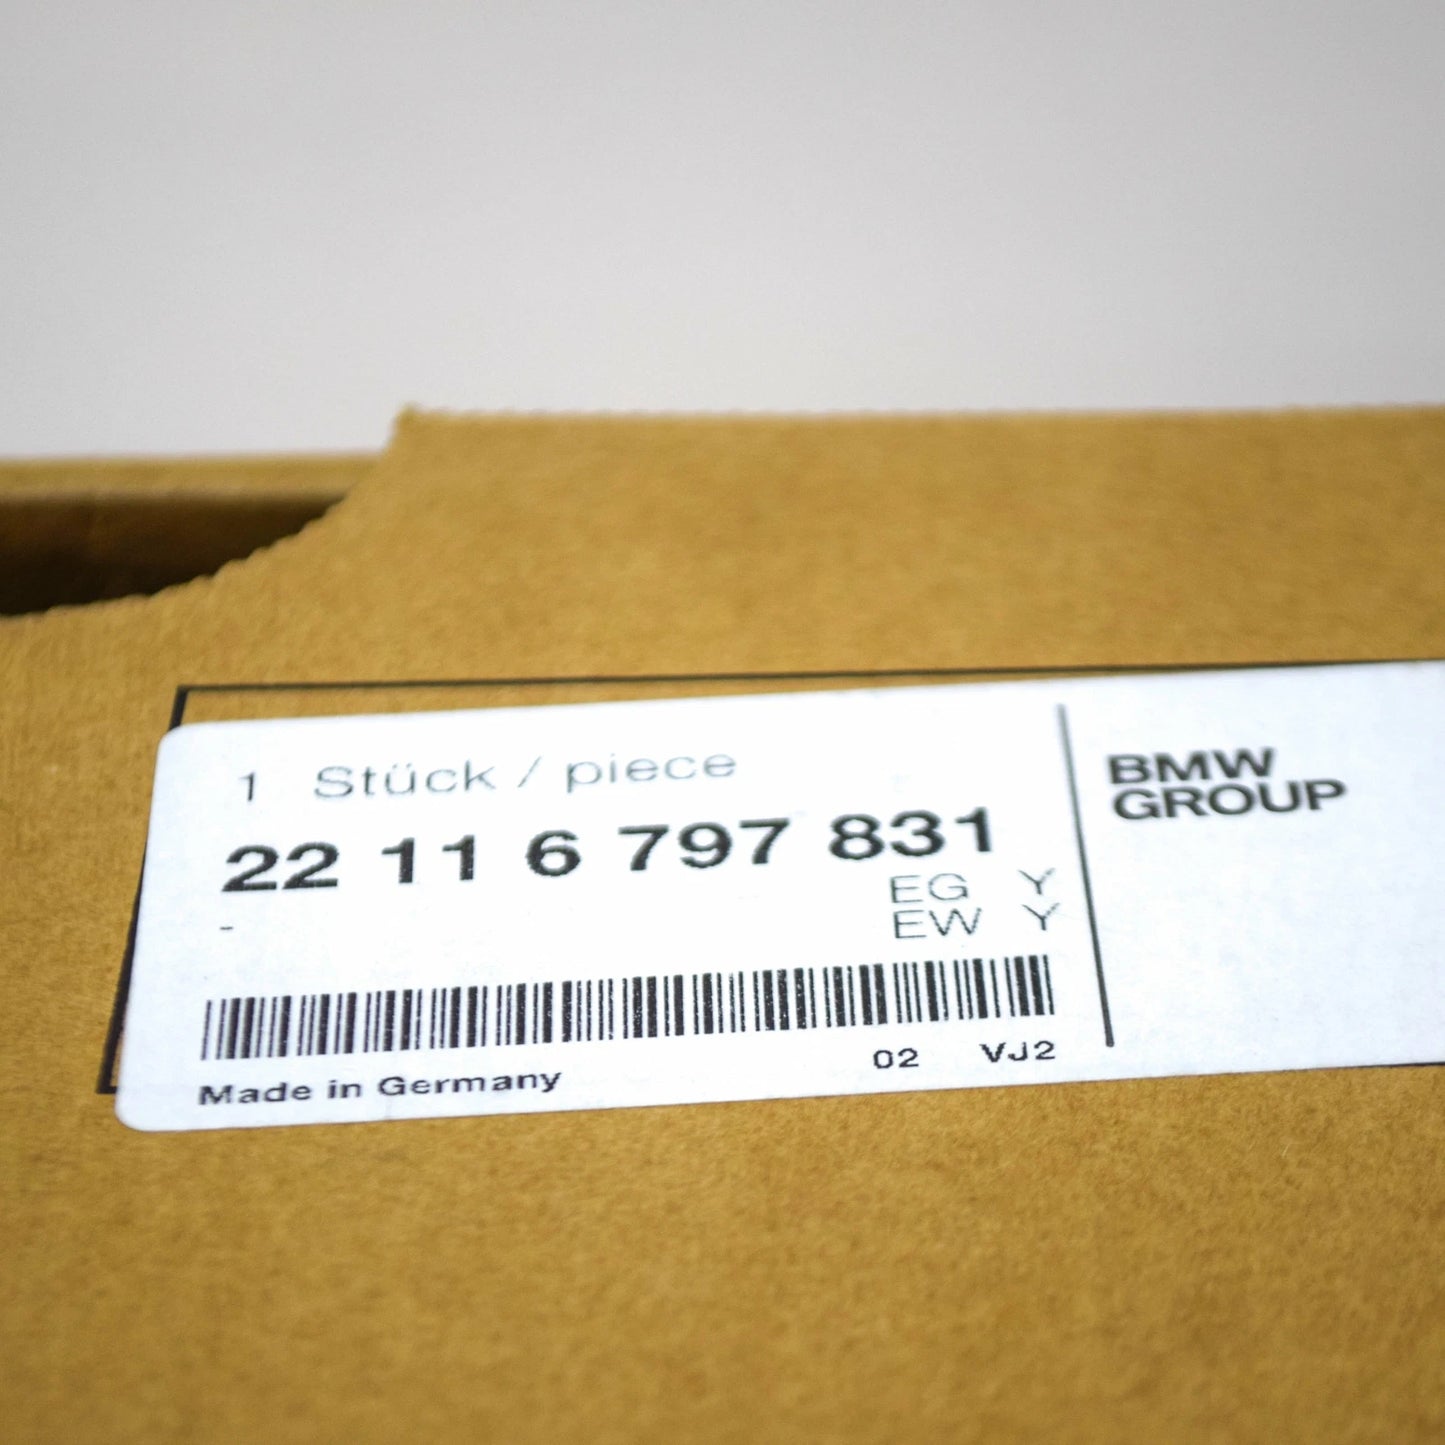 1 Stück / piece
22 11 6 797 831
EG Y
- EW Y
02 VJ2
Made in Germany
BMW
GROUP